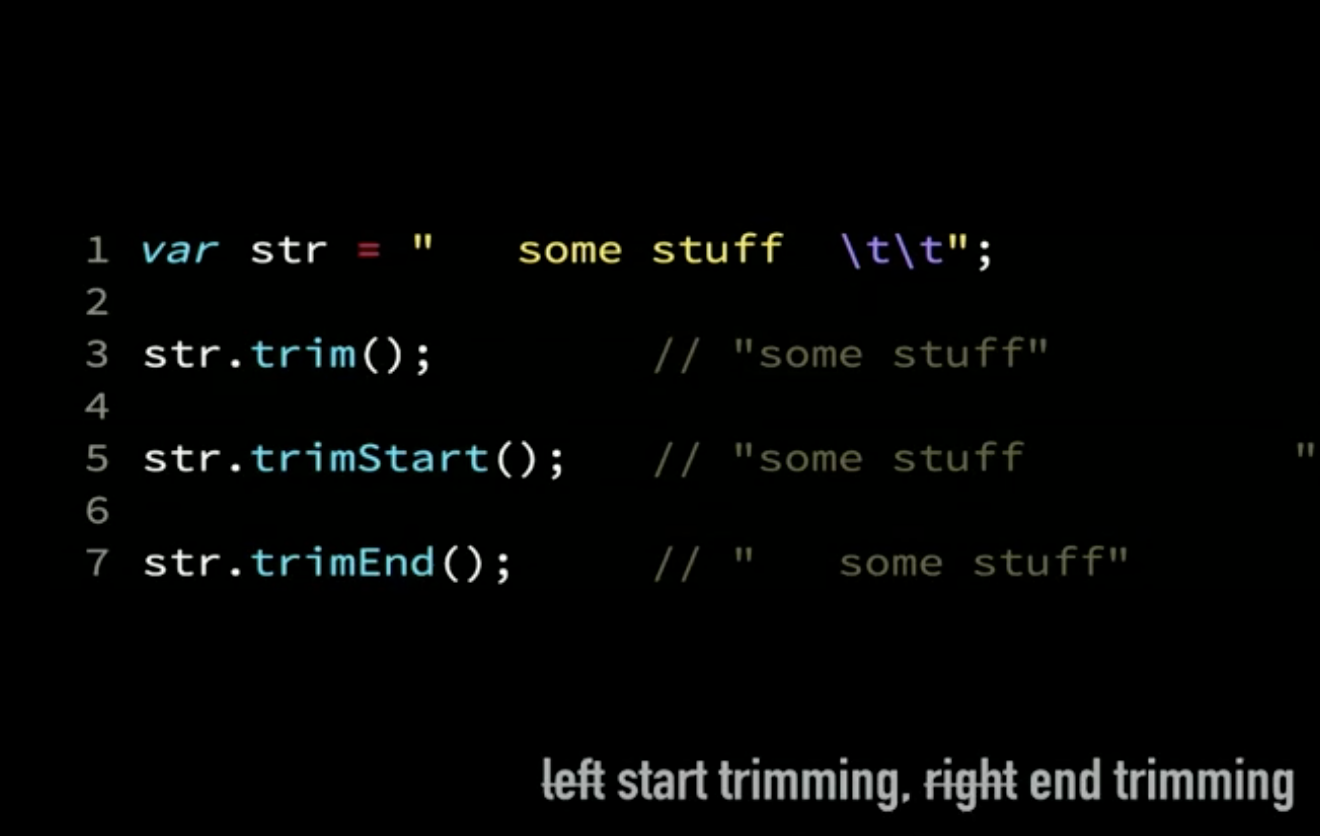 1 var str = "   some stuff  \t\t";
2
3 str.trim();        // "some stuff"
4
5 str.trimStart();   // "some stuff          "
6
7 str.trimEnd();     // "   some stuff"
left start trimming, right end trimming